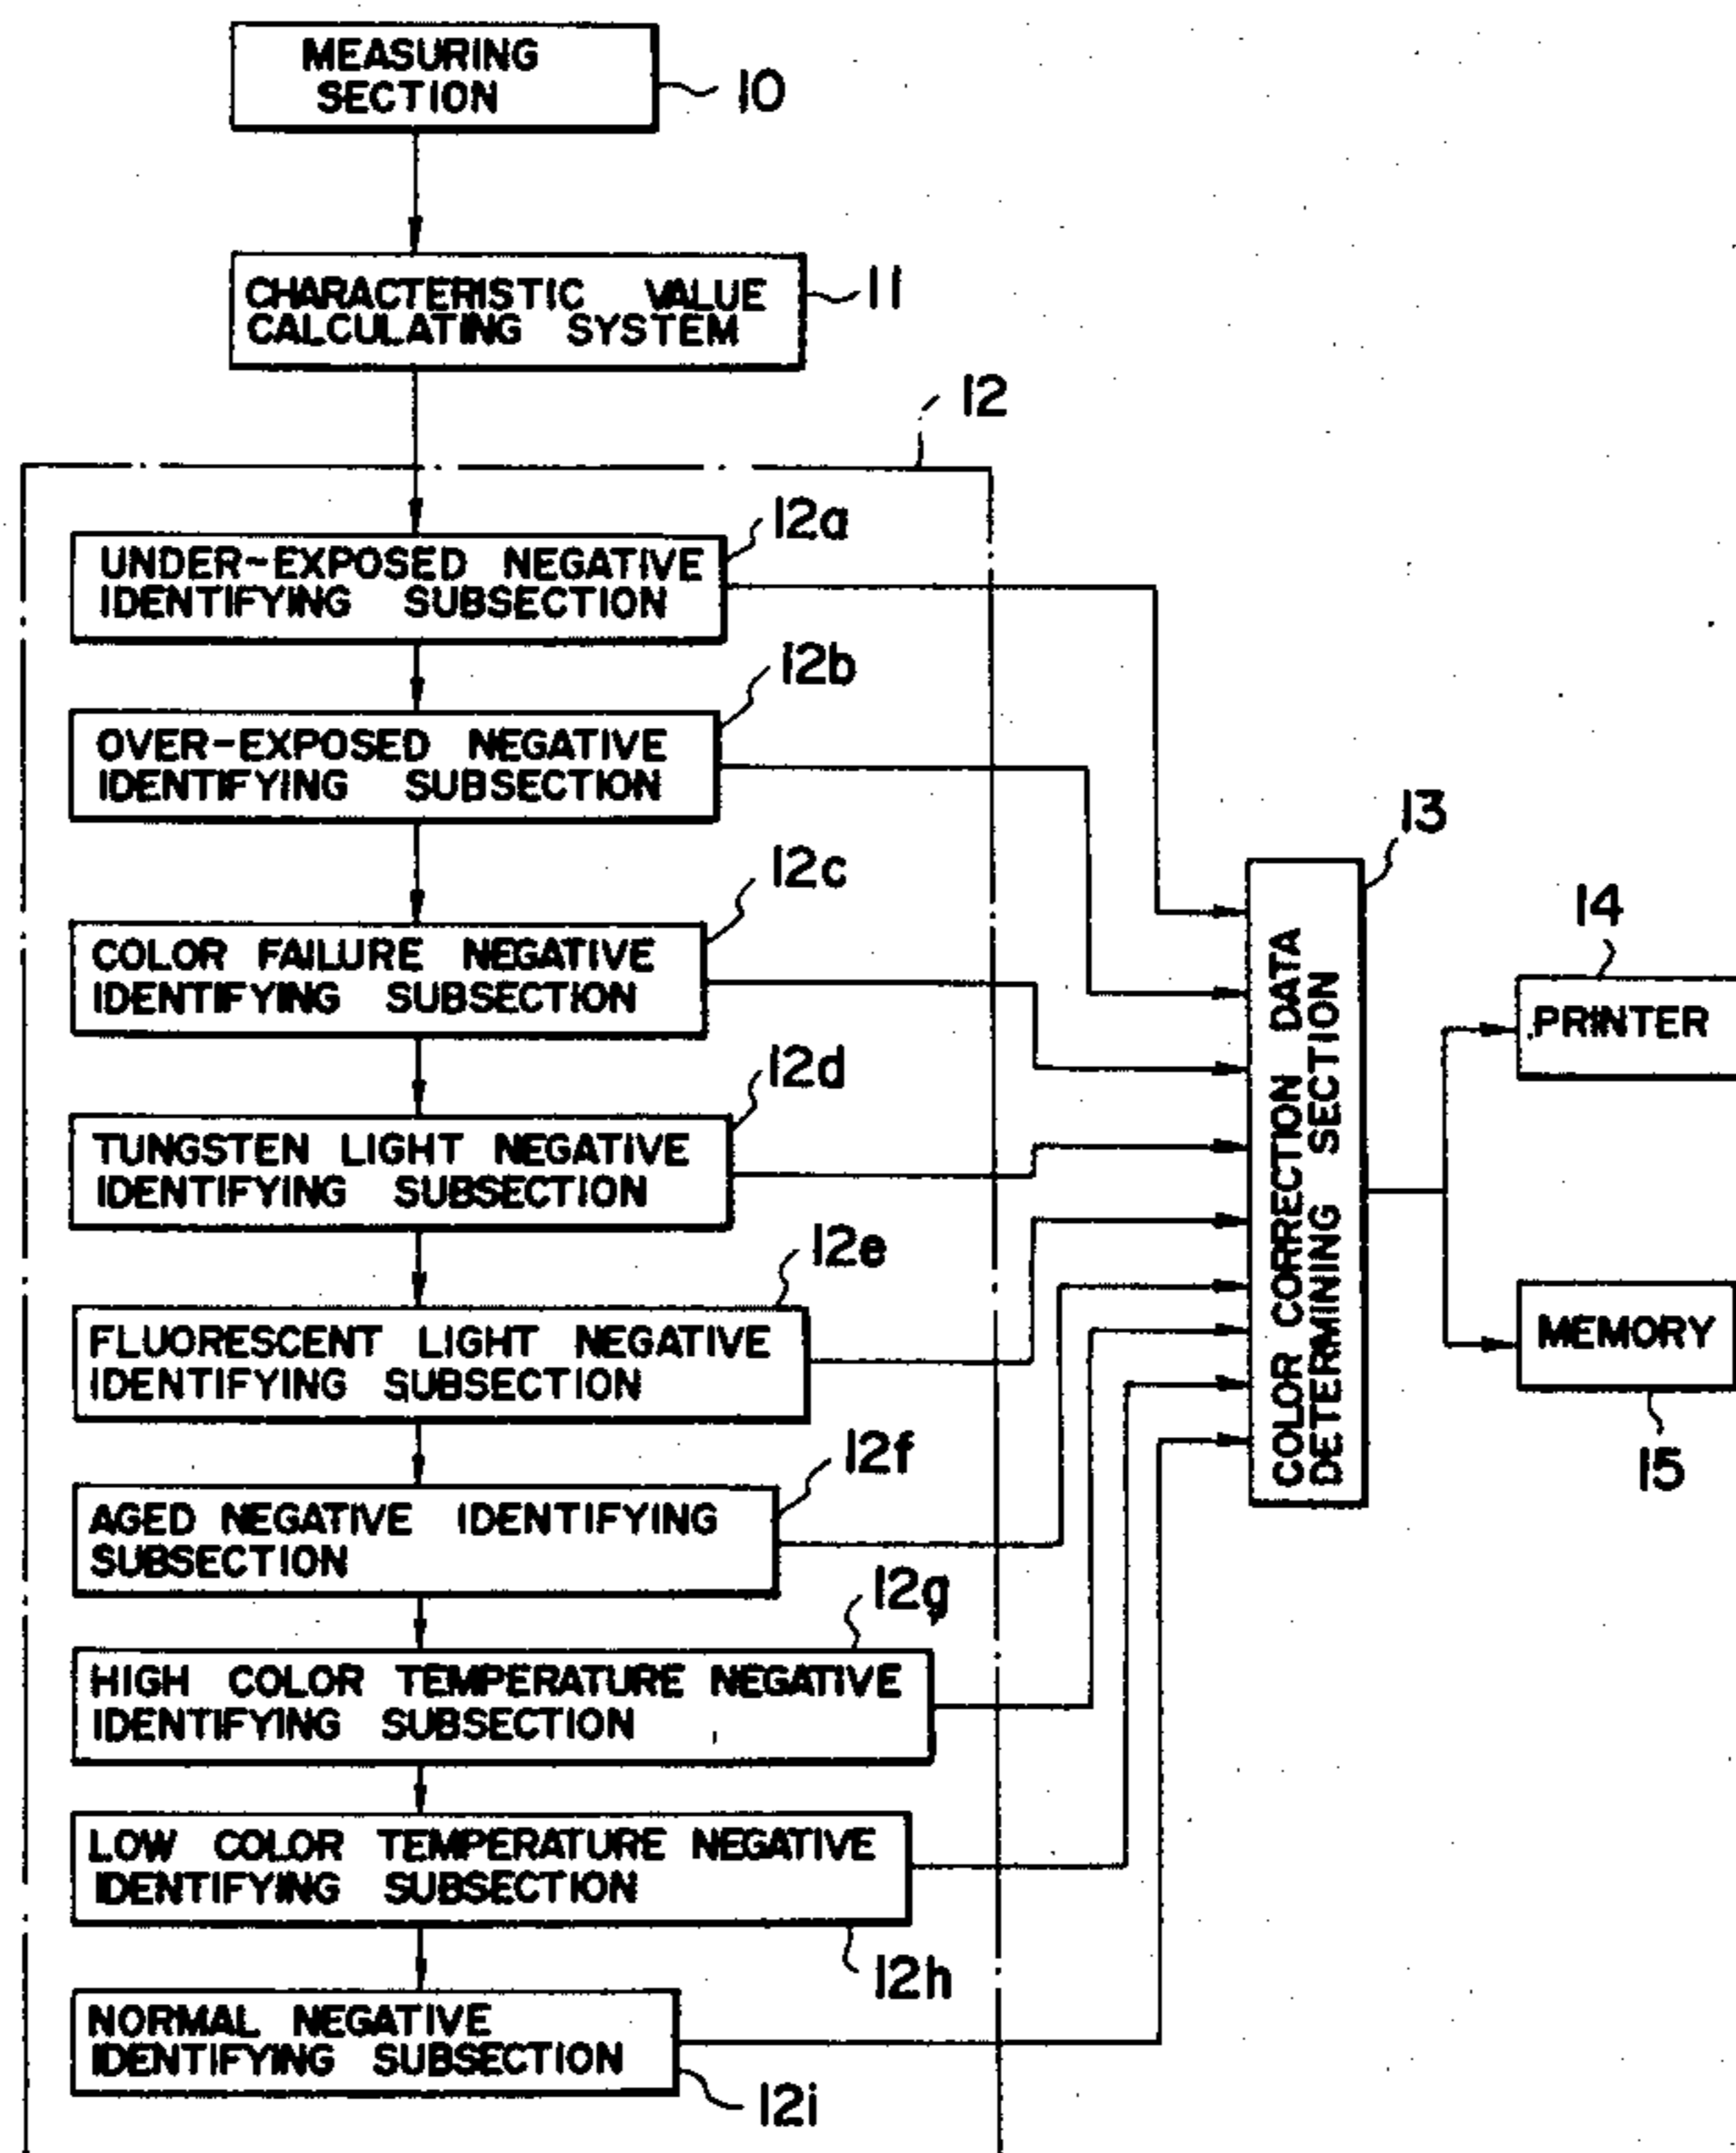 MEASURING
SECTION
10
CHARACTERISTIC VALUE
CALCULATING SYSTEM
11
12
UNDER-EXPOSED NEGATIVE
IDENTIFYING SUBSECTION
12a
OVER-EXPOSED NEGATIVE
IDENTIFYING SUBSECTION
12b
COLOR FAILURE NEGATIVE
IDENTIFYING SUBSECTION
12c
TUNGSTEN LIGHT NEGATIVE
IDENTIFYING SUBSECTION
12d
FLUORESCENT LIGHT NEGATIVE
IDENTIFYING SUBSECTION
12e
AGED NEGATIVE IDENTIFYING
SUBSECTION
12f
HIGH COLOR TEMPERATURE NEGATIVE
IDENTIFYING SUBSECTION
12g
LOW COLOR TEMPERATURE NEGATIVE
IDENTIFYING SUBSECTION
12h
NORMAL NEGATIVE
IDENTIFYING SUBSECTION
12i
COLOR CORRECTION DATA
DETERMINING SECTION
13
14
PRINTER
MEMORY
15